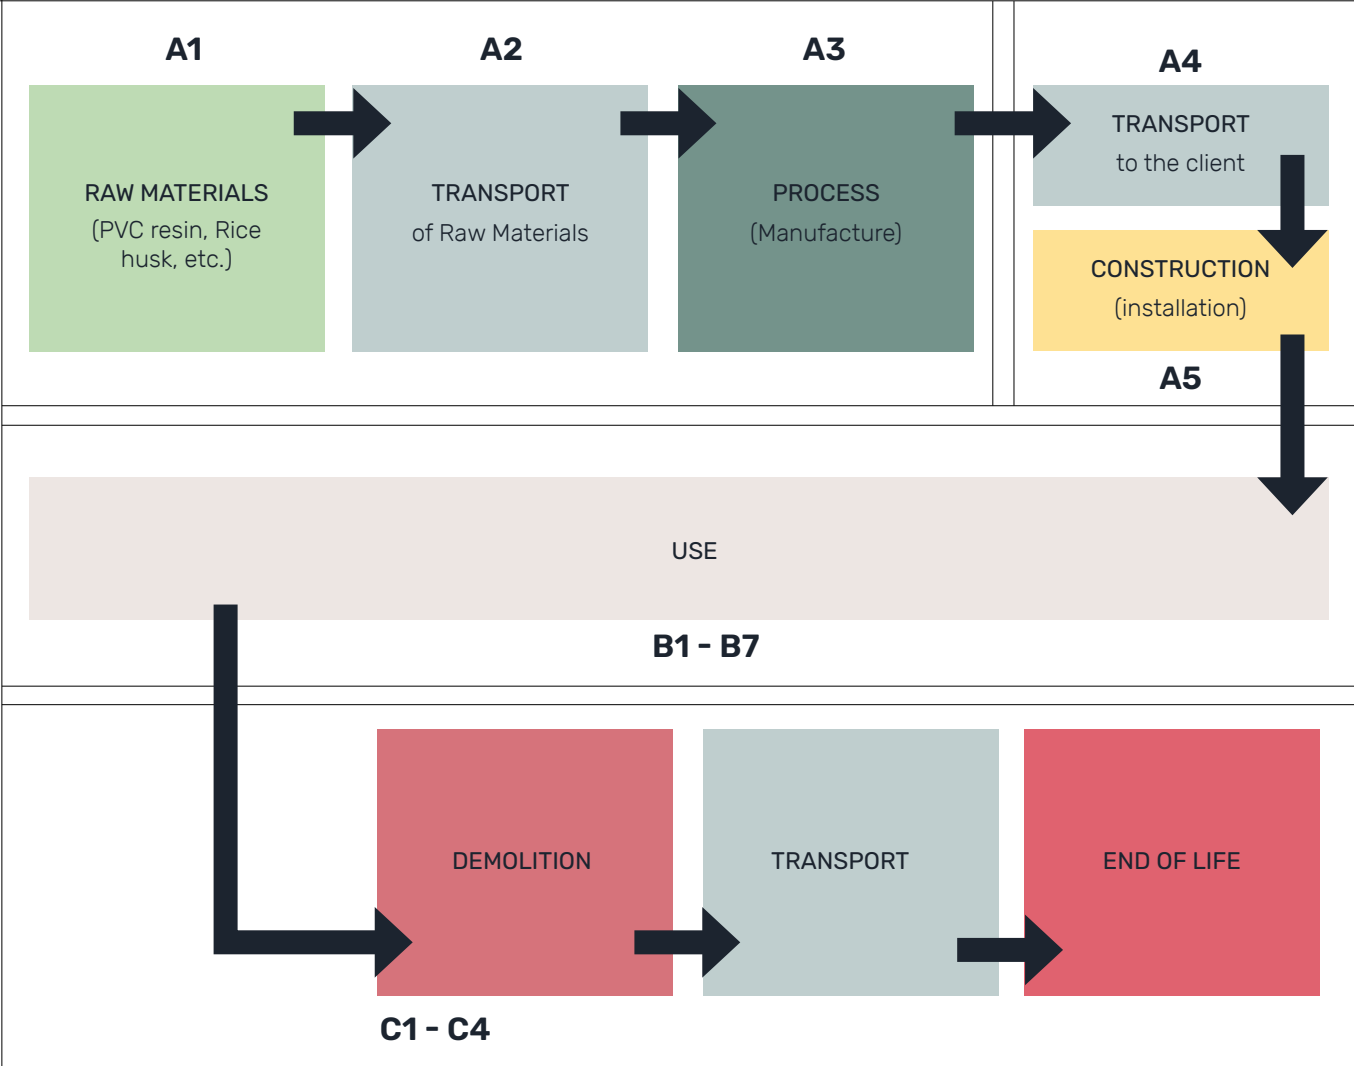 A1
A2
A3
A4
RAW MATERIALS
(PVC resin, Rice
husk, etc.)
TRANSPORT
of Raw Materials
PROCESS
(Manufacture)
TRANSPORT
to the client
CONSTRUCTION
(installation)
A5
USE
B1 - B7
DEMOLITION
TRANSPORT
END OF LIFE
C1 - C4